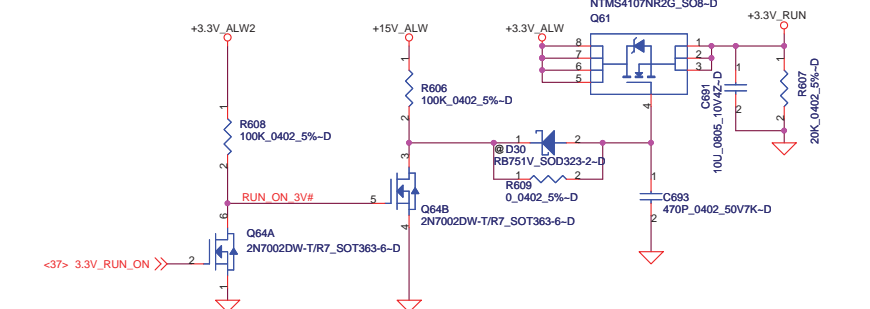 NTMS4107NR2G_SO8~D
Q61
+3.3V_ALW2
+15V_ALW
+3.3V_ALW
+3.3V_RUN
8
7
6
5
1
2
3
4
1
R606
100K_0402_5%~D
2
1
R608
100K_0402_5%~D
2
1
C691
10U_0805_10V4Z~D
2
1
R607
20K_0402_5%~D
2
1
2
@D30
RB751V_SOD323-2~D
1
2
R609
0_0402_5%~D
3
RUN_ON_3V#
5
Q64B
2N7002DW-T/R7_SOT363-6~D
4
1
C693
470P_0402_50V7K~D
2
6
Q64A
2N7002DW-T/R7_SOT363-6~D
<37> 3.3V_RUN_ON
2
1